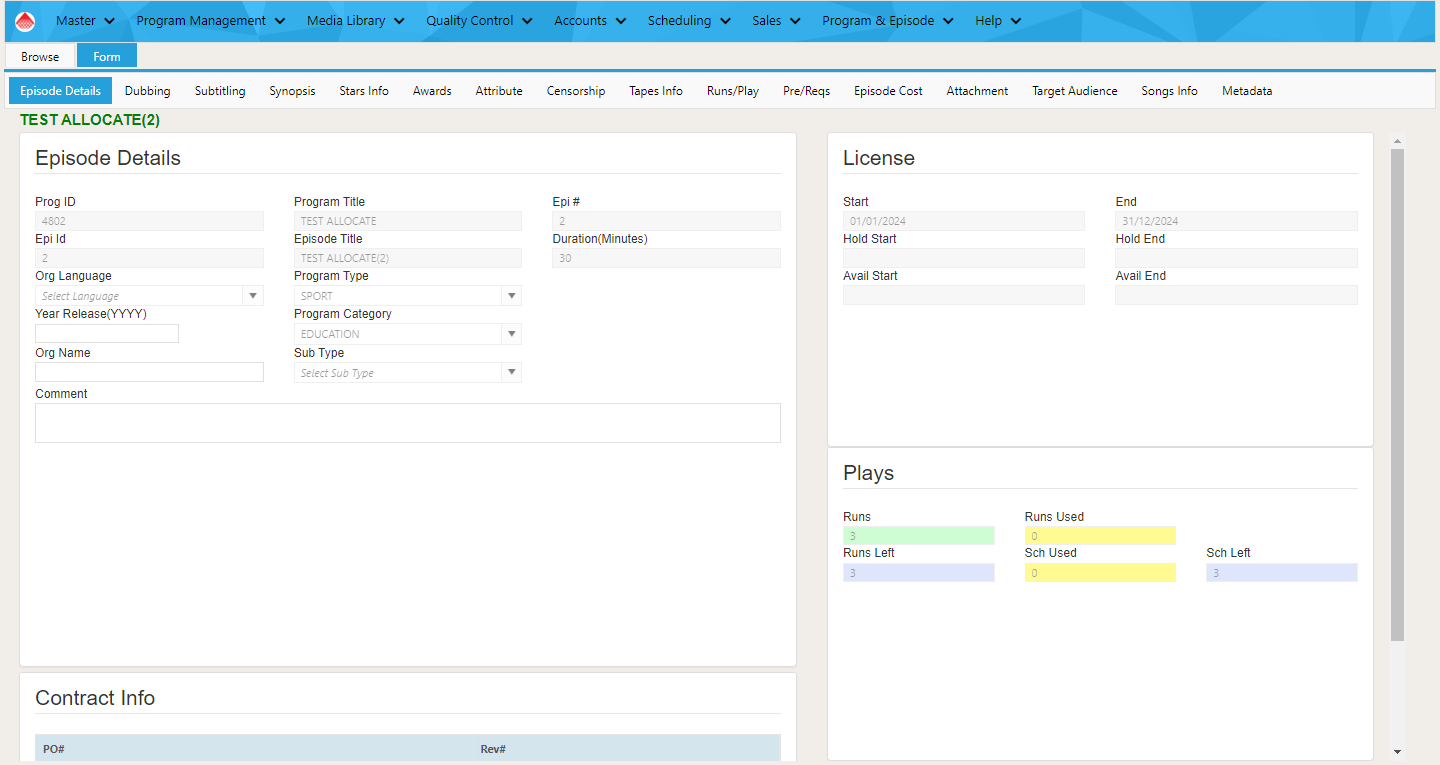 Master Program Management Media Library Quality Control Accounts Scheduling Sales Program & Episode Help
Browse Form
Episode Details Dubbing Subtitling Synopsis Stars Info Awards Attribute Censorship Tapes Info Runs/Play Pre/Reqs Episode Cost Attachment Target Audience Songs Info Metadata
TEST ALLOCATE(2)
Episode Details
Prog ID Program Title Epi #
4802 TEST ALLOCATE 2
Epi Id Episode Title Duration(Minutes)
2 TEST ALLOCATE(2) 30
Org Language Program Type
Select Language SPORT
Year Release(YYYY) Program Category
EDUCATION
Org Name Sub Type
Select Sub Type
Comment
Contract Info
PO# Rev#
License
Start End
01/01/2024 31/12/2024
Hold Start Hold End
Avail Start Avail End
Plays
Runs Runs Used
3 0
Runs Left Sch Used Sch Left
3 0 3